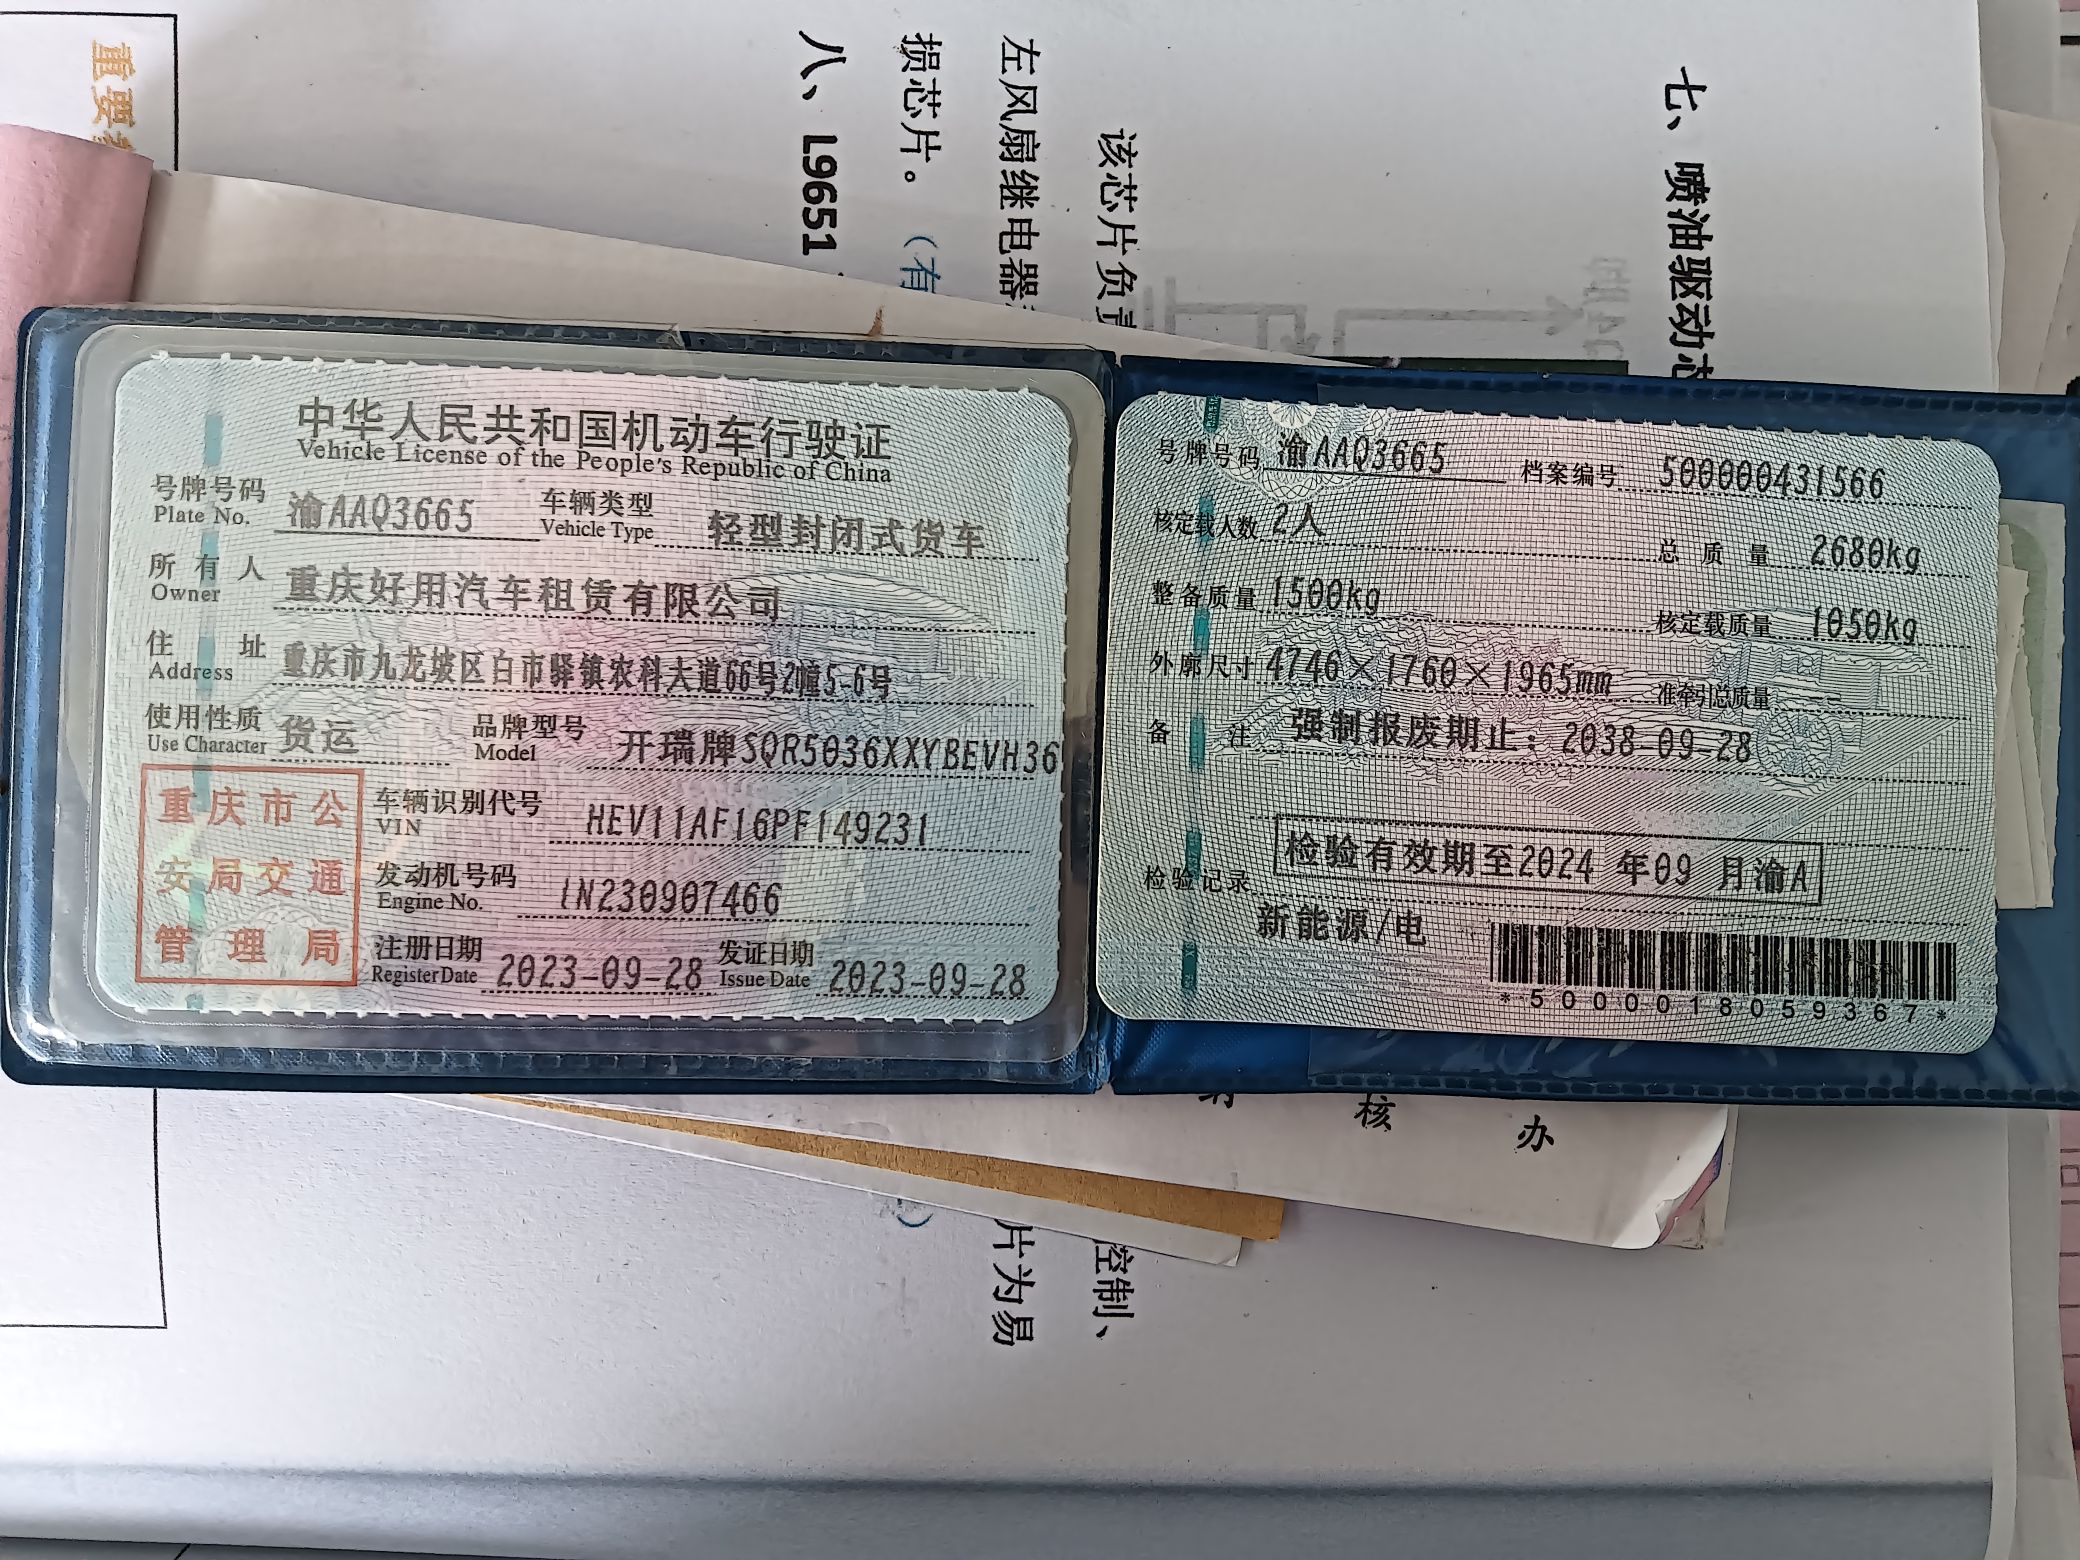 重要
七、喷油驱动芯
该芯片负责
左风扇继电器
损芯片。（有
八、L9651
中华人民共和国机动车行驶证
Vehicle License of the People's Republic of China
号牌号码 渝AAQ3665 车辆类型 轻型封闭式货车
Plate No. Vehicle Type
所有人 重庆好用汽车租赁有限公司
Owner
住址 重庆市九龙坡区白市驿镇农科大道66号2幢5-6号
Address
使用性质 货运 品牌型号 开瑞牌SQR5036XXYBEVH36
Use Character Model
重庆市公
安局交通
管理局
车辆识别代号 HEV11AF16PF149231
VIN
发动机号码 1N230907466
Engine No.
注册日期 2023-09-28 发证日期 2023-09-28
Register Date Issue Date
号牌号码 渝AAQ3665 档案编号 500000431566
核定载人数 2人 总质量 2680kg
整备质量 1500kg 核定载质量 1050kg
外廓尺寸 4746×1760×1965mm 准牵引总质量 --
备注 强制报废期止：2038-09-28
检验记录 检验有效期至2024年09月渝A
新能源/电
*5000018059367*
核 办
控制、
片为易